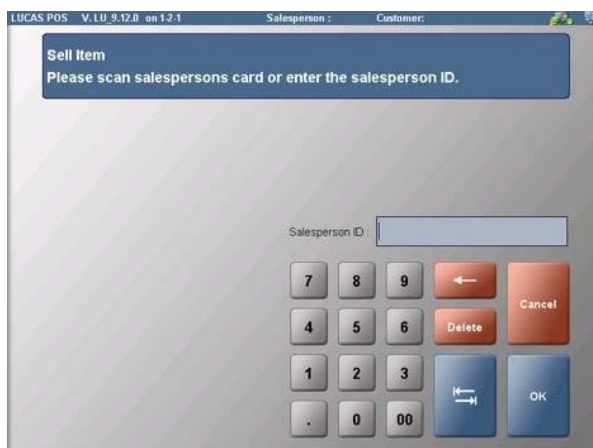 LUCAS POS V. LU_9.12.0 on 1-2-1 Salesperson : Customer:
Sell Item
Please scan salespersons card or enter the salesperson ID.
Salesperson ID :
7 8 9
Cancel
4 5 6 Delete
1 2 3
OK
. 0 00